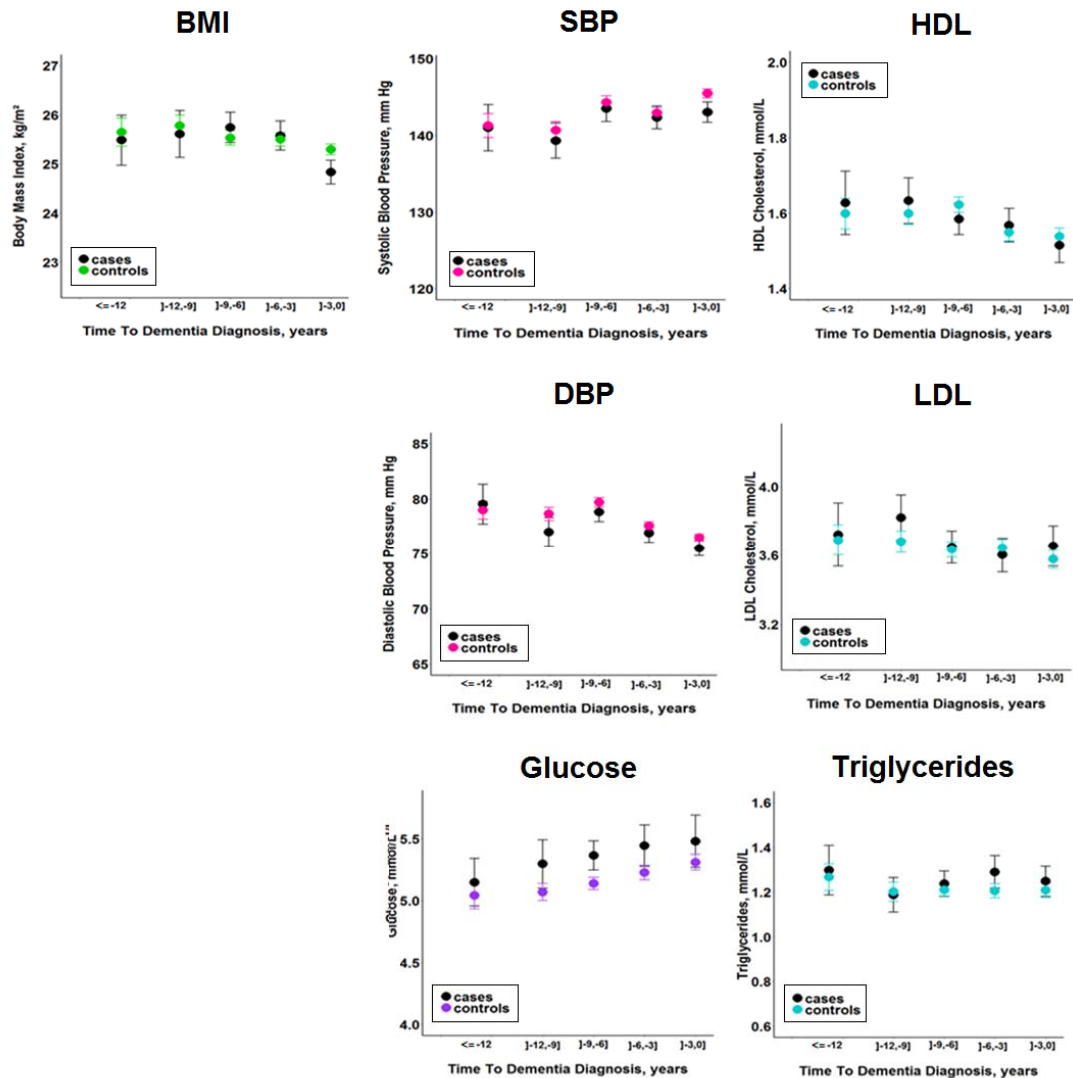 BMI
27
26
25
24
23
Body Mass Index, kg/m²
cases
controls
<= -12
]-12,-9]
]-9,-6]
]-6,-3]
]-3,0]
Time To Dementia Diagnosis, years
SBP
150
140
130
120
Systolic Blood Pressure, mm Hg
cases
controls
<= -12
]-12,-9]
]-9,-6]
]-6,-3]
]-3,0]
Time To Dementia Diagnosis, years
HDL
2.0
1.8
1.6
1.4
HDL Cholesterol, mmol/L
cases
controls
<= -12
]-12,-9]
]-9,-6]
]-6,-3]
]-3,0]
Time To Dementia Diagnosis, years
DBP
85
80
75
70
65
Diastolic Blood Pressure, mm Hg
cases
controls
<= -12
]-12,-9]
]-9,-6]
]-6,-3]
]-3,0]
Time To Dementia Diagnosis, years
LDL
4.0
3.6
3.2
LDL Cholesterol, mmol/L
cases
controls
<= -12
]-12,-9]
]-9,-6]
]-6,-3]
]-3,0]
Time To Dementia Diagnosis, years
Glucose
5.5
5.0
4.5
4.0
Glucose,
cases
controls
<= -12
]-12,-9]
]-9,-6]
]-6,-3]
]-3,0]
Time To Dementia Diagnosis, years
Triglycerides
1.6
1.4
1.2
1.0
0.8
0.6
Triglycerides, mmol/L
cases
controls
<= -12
]-12,-9]
]-9,-6]
]-6,-3]
]-3,0]
Time To Dementia Diagnosis, years